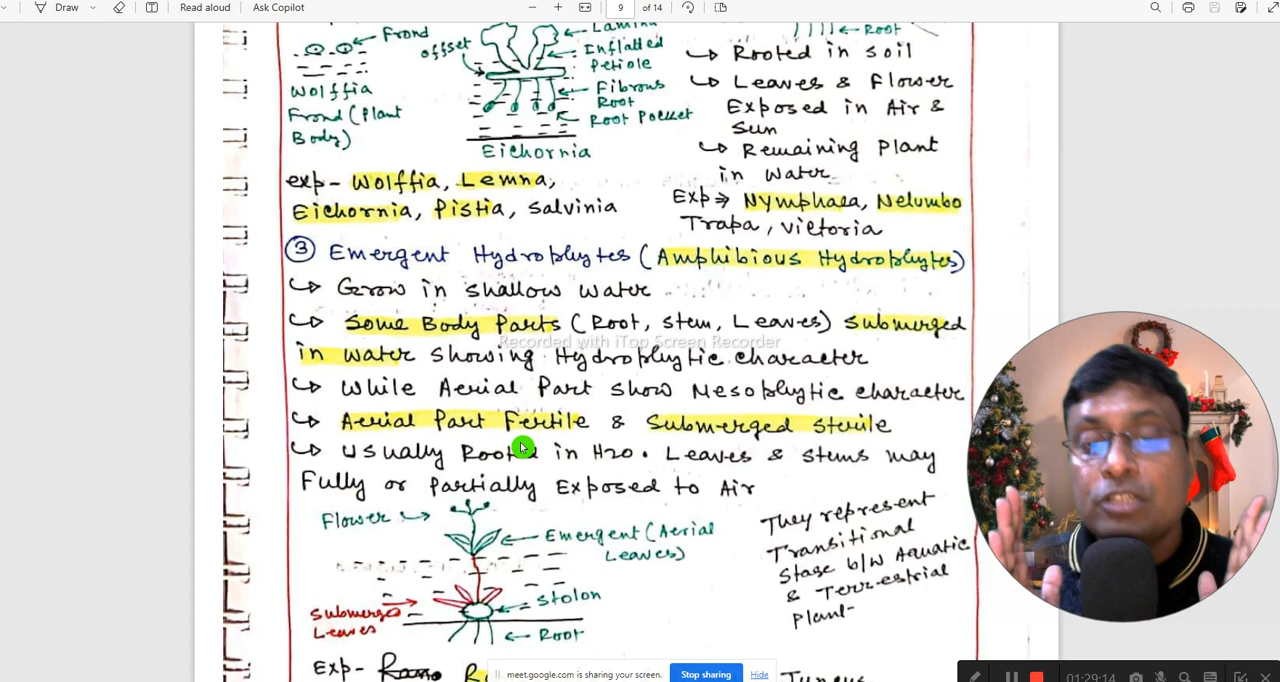 Draw
Read aloud
Ask Copilot
9
of 14
Frond
Wolffia
Frond (Plant
Body)
offset
Lamina
Inflatted
Petiole
Fibrous
Root
Root Pocket
Eichornia
exp- Wolffia, Lemna,
Eichornia, Pistia, Salvinia
Root
Rooted in soil
Leaves & Flower
Exposed in Air &
Sun
Remaining Plant
in water
Exp⇒ Nymphaea, Nelumbo
Trapa, victoria
③ Emergent Hydrophytes (Amphibious Hydrophytes)
Grow in shallow water
Some Body Parts (Root, stem, Leaves) submerged
in water showing Hydrophytic character
Recorded with iTop Screen Recorder
While Aerial Part show Mesophytic character
Aerial Part Fertile & Submerged sterile
Usually Rooted in H2O. Leaves & stems may
Fully or partially Exposed to Air
Flower
Emergent (Aerial
Leaves)
Submerged
Leaves
Stolon
Root
They represent
Transitional
Stage b/w Aquatic
& Terrestrial
Plant
Exp-
meet.google.com is sharing your screen.
Stop sharing
Hide
01:29:14